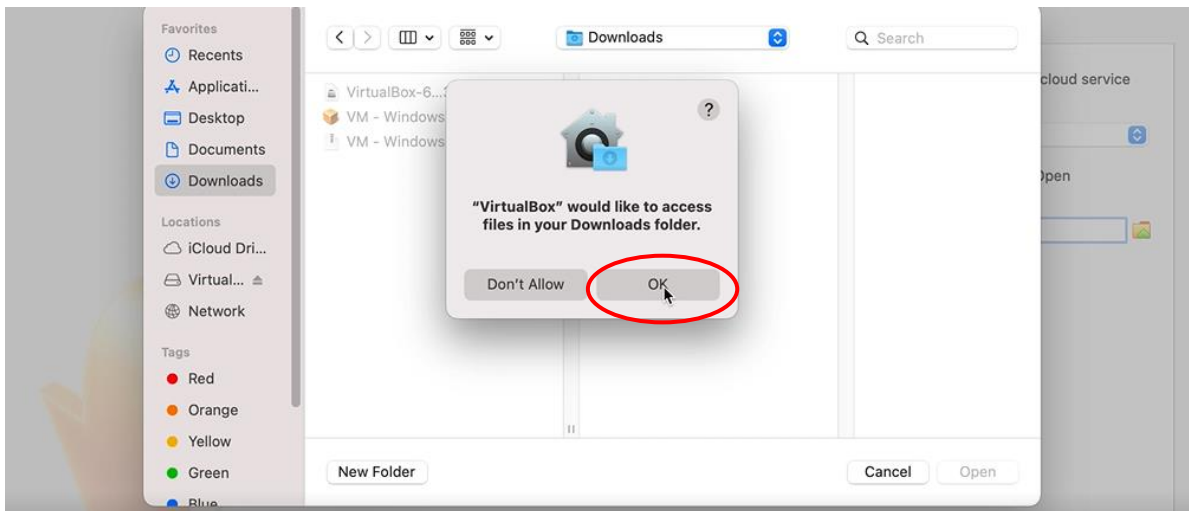 Favorites
Recents
Applicati...
Desktop
Documents
Downloads
Locations
iCloud Dri...
Virtual...
Network
Tags
Red
Orange
Yellow
Green
Blue
Downloads
Search
VirtualBox-6...
VM - Windows
VM - Windows
?
"VirtualBox" would like to access
files in your Downloads folder.
Don't Allow
OK
New Folder
Cancel
Open
cloud service
Open